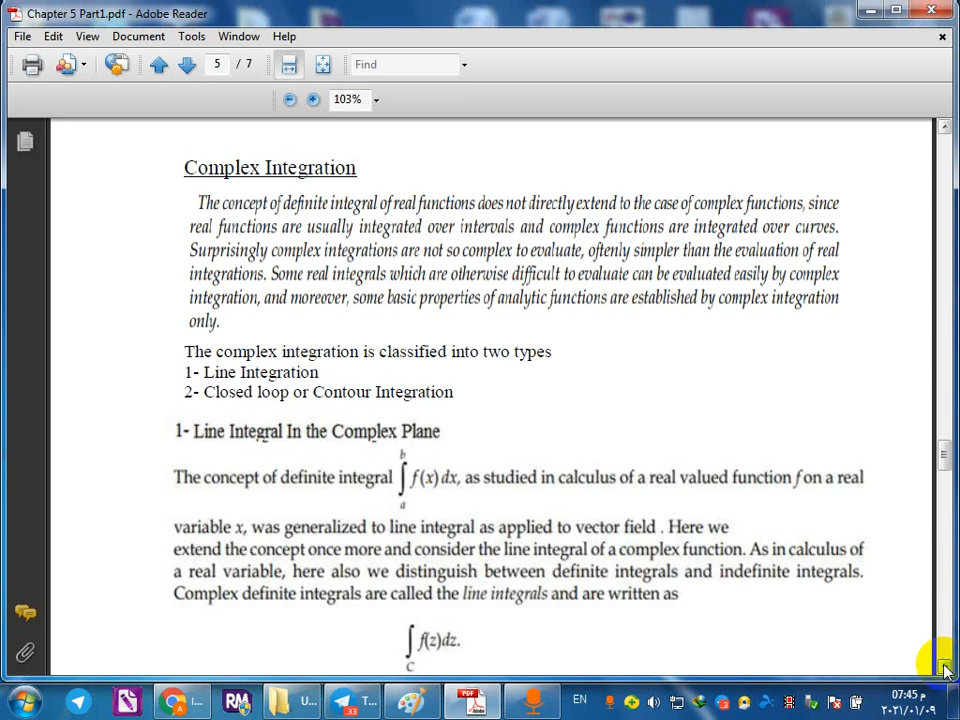 Chapter 5 Part1.pdf - Adobe Reader
File Edit View Document Tools Window Help
5 / 7 Find
103%
Complex Integration
The concept of definite integral of real functions does not directly extend to the case of complex functions, since
real functions are usually integrated over intervals and complex functions are integrated over curves.
Surprisingly complex integrations are not so complex to evaluate, oftenly simpler than the evaluation of real
integrations. Some real integrals which are otherwise difficult to evaluate can be evaluated easily by complex
integration, and moreover, some basic properties of analytic functions are established by complex integration
only.
The complex integration is classified into two types
1- Line Integration
2- Closed loop or Contour Integration
1- Line Integral In the Complex Plane
The concept of definite integral ∫_a^b f(x) dx, as studied in calculus of a real valued function f on a real
variable x, was generalized to line integral as applied to vector field . Here we
extend the concept once more and consider the line integral of a complex function. As in calculus of
a real variable, here also we distinguish between definite integrals and indefinite integrals.
Complex definite integrals are called the line integrals and are written as
∫_C f(z)dz.
I... U... T... 33 EN 07:45 م
٢٠٢١/٠١/٠٩